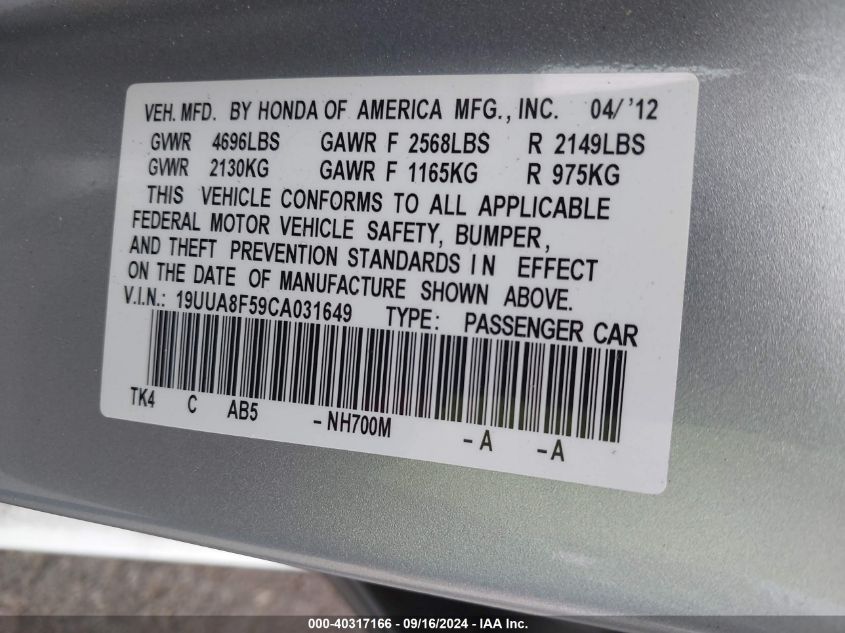 VEH. MFD. BY HONDA OF AMERICA MFG., INC. 04/ '12
GVWR 4696LBS GAWR F 2568LBS R 2149LBS
GVWR 2130KG GAWR F 1165KG R 975KG
THIS VEHICLE CONFORMS TO ALL APPLICABLE
FEDERAL MOTOR VEHICLE SAFETY, BUMPER,
AND THEFT PREVENTION STANDARDS IN EFFECT
ON THE DATE OF MANUFACTURE SHOWN ABOVE.
V.I.N.: 19UUA8F59CA031649 TYPE: PASSENGER CAR
TK4 C AB5 - NH700M - A - A
000-40317166 - 09/16/2024 - IAA Inc.